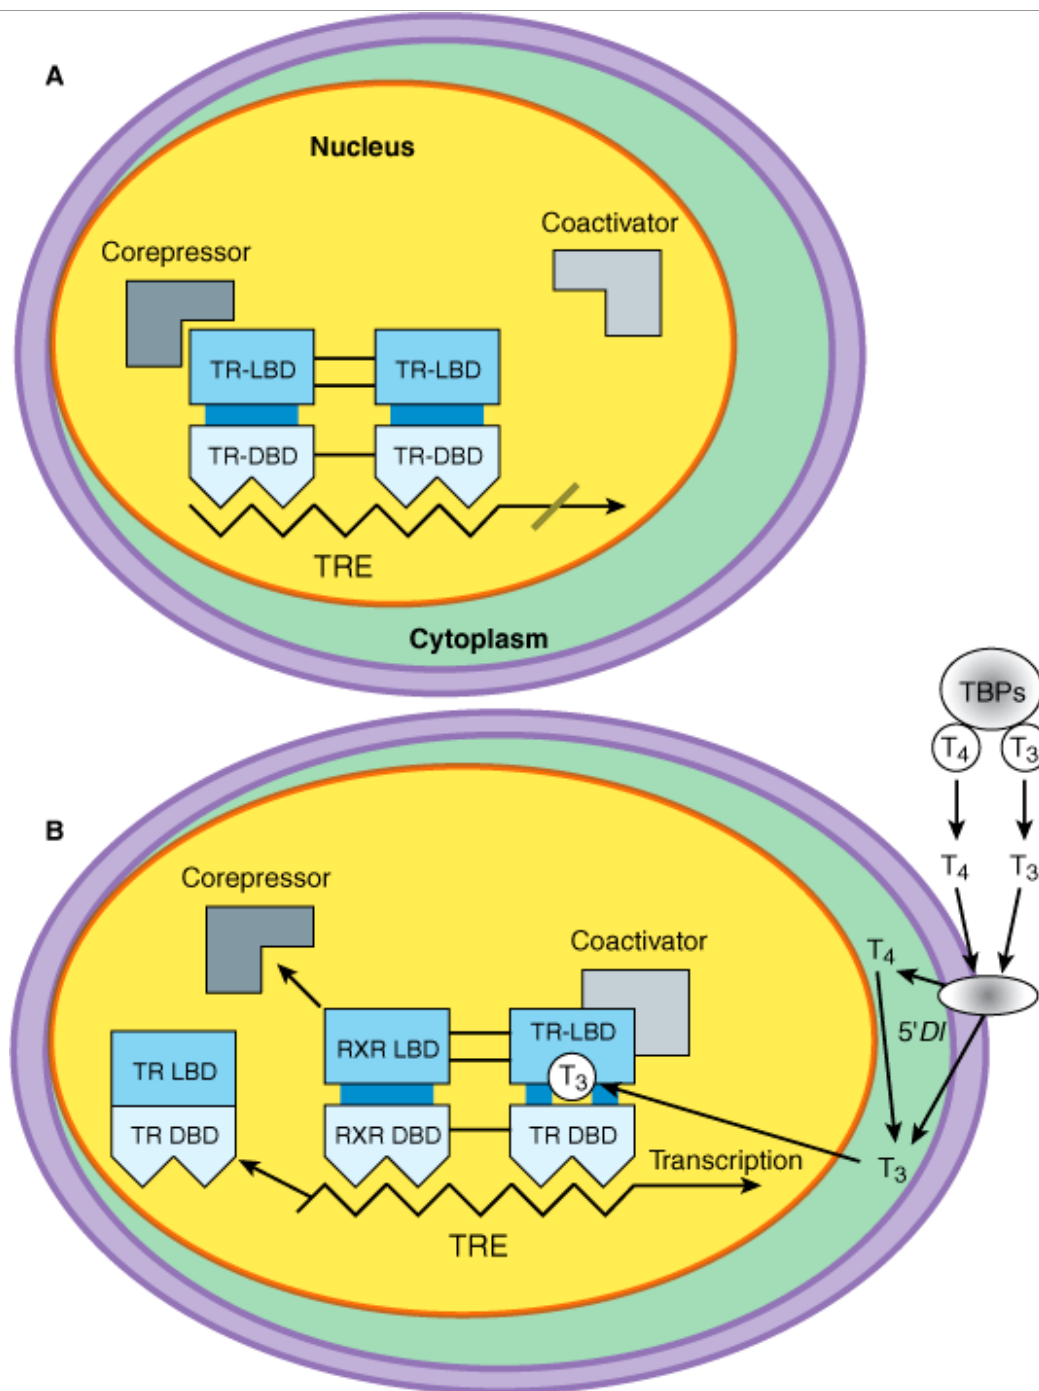 A
Nucleus
Corepressor
Coactivator
TR-LBD
TR-LBD
TR-DBD
TR-DBD
TRE
Cytoplasm
TBPs
T4
T3
T4
T3
B
Corepressor
Coactivator
T4
5'DI
RXR LBD
TR-LBD
T3
TR LBD
TR DBD
RXR DBD
TR DBD
Transcription
T3
TRE